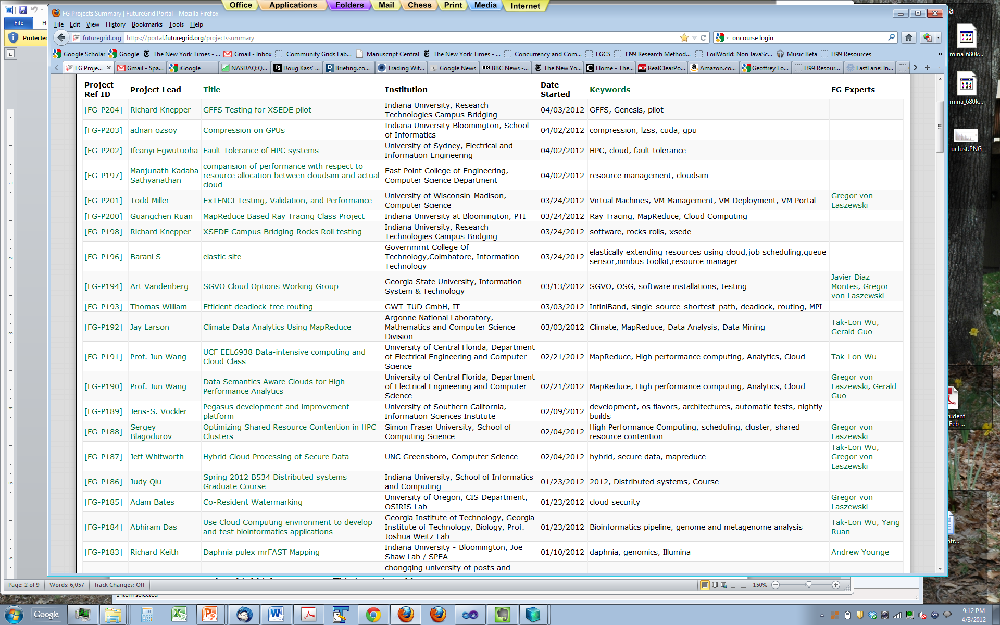 Office Applications Folders Mail Chess Print Media Internet
FG Projects Summary | FutureGrid Portal - Mozilla Firefox
File
File Edit View History Bookmarks Tools Help
Protected
futuregrid.org https://portal.futuregrid.org/projectssummary oncourse login
Google Scholar Google The New York Times - ... Gmail - Inbox Community Grids Lab... Manuscript Central The New York Times - ... Concurrency and Com... FGCS I399 Research Method... FoilWorld: Non JavaSc... Music Beta I399 Resources
FG Proje... Gmail - Spa... iGoogle NASDAQ:Q... Doug Kass' ... Briefing.co... Trading Wit... Google News BBC News -... The New Yo... Home - The... RealClearPo... Amazon.co... Geoffrey Fo... I399 Resour... FastLane: In...
Project Ref ID Project Lead Title Institution Date Started Keywords FG Experts
[FG-P204] Richard Knepper GFFS Testing for XSEDE pilot Indiana University, Research Technologies Campus Bridging 04/03/2012 GFFS, Genesis, pilot
[FG-P203] adnan ozsoy Compression on GPUs Indiana University Bloomington, School of Informatics 04/02/2012 compression, lzss, cuda, gpu
[FG-P202] Ifeanyi Egwutuoha Fault Tolerance of HPC systems University of Sydney, Electrical and Information Engineering 04/02/2012 HPC, cloud, fault tolerance
[FG-P197] Manjunath Kadaba Sathyanathan comparision of performance with respect to resource allocation between cloudsim and actual cloud East Point College of Engineering, Computer Science Department 04/02/2012 resource management, cloudsim
[FG-P201] Todd Miller ExTENCI Testing, Validation, and Performance University of Wisconsin-Madison, Computer Science 03/24/2012 Virtual Machines, VM Management, VM Deployment, VM Portal Gregor von Laszewski
[FG-P200] Guangchen Ruan MapReduce Based Ray Tracing Class Project Indiana University at Bloomington, PTI 03/24/2012 Ray Tracing, MapReduce, Cloud Computing
[FG-P198] Richard Knepper XSEDE Campus Bridging Rocks Roll testing Indiana University, Research Technologies Campus Bridging 03/24/2012 software, rocks rolls, xsede
[FG-P196] Barani S elastic site Governmrnt College Of Technology,Coimbatore, Information Technology 03/24/2012 elastically extending resources using cloud,job scheduling,queue sensor,nimbus toolkit,resource manager
[FG-P194] Art Vandenberg SGVO Cloud Options Working Group Georgia State University, Information System & Technology 03/13/2012 SGVO, OSG, software installations, testing Javier Diaz Montes, Gregor von Laszewski
[FG-P193] Thomas William Efficient deadlock-free routing GWT-TUD GmbH, IT 03/03/2012 InfiniBand, single-source-shortest-path, deadlock, routing, MPI
[FG-P192] Jay Larson Climate Data Analytics Using MapReduce Argonne National Laboratory, Mathematics and Computer Science Division 03/03/2012 Climate, MapReduce, Data Analysis, Data Mining Tak-Lon Wu, Gerald Guo
[FG-P191] Prof. Jun Wang UCF EEL6938 Data-intensive computing and Cloud Class University of Central Florida, Department of Electrical Engineering and Computer Science 02/21/2012 MapReduce, High performance computing, Analytics, Cloud Tak-Lon Wu
[FG-P190] Prof. Jun Wang Data Semantics Aware Clouds for High Performance Analytics University of Central Florida, Department of Electrical Engineering and Computer Science 02/21/2012 MapReduce, High performance computing, Analytics, Cloud Gregor von Laszewski, Gerald Guo
[FG-P189] Jens-S. Vöckler Pegasus development and improvement platform University of Southern California, Information Sciences Institute 02/09/2012 development, os flavors, architectures, automatic tests, nightly builds
[FG-P188] Sergey Blagodurov Optimizing Shared Resource Contention in HPC Clusters Simon Fraser University, School of Computing Science 02/04/2012 High Performance Computing, scheduling, cluster, shared resource contention Gregor von Laszewski
[FG-P187] Jeff Whitworth Hybrid Cloud Processing of Secure Data UNC Greensboro, Computer Science 02/04/2012 hybrid, secure data, mapreduce Tak-Lon Wu, Gregor von Laszewski
[FG-P186] Judy Qiu Spring 2012 B534 Distributed systems Graduate Course Indiana University, School of Informatics and Computing 01/23/2012 2012, Distributed systems, Course
[FG-P185] Adam Bates Co-Resident Watermarking University of Oregon, CIS Department, OSIRIS Lab 01/23/2012 cloud security Gregor von Laszewski
[FG-P184] Abhiram Das Use Cloud Computing environment to develop and test bioinformatics applications Georgia Institute of Technology, Georgia Institute of Technology, Biology, Prof. Joshua Weitz Lab 01/23/2012 Bioinformatics pipeline, genome and metagenome analysis Tak-Lon Wu, Yang Ruan
[FG-P183] Richard Keith Daphnia pulex mrFAST Mapping Indiana University - Bloomington, Joe Shaw Lab / SPEA 01/10/2012 daphnia, genomics, Illumina Andrew Younge
chongqing university of posts and
mina_680k...
mina_680k...
uclust.PNG
tudent
Feb ...
Page: 2 of 9 Words: 6,057 Track Changes: Off 150%
1 item selected
Google
9:12 PM
4/3/2012